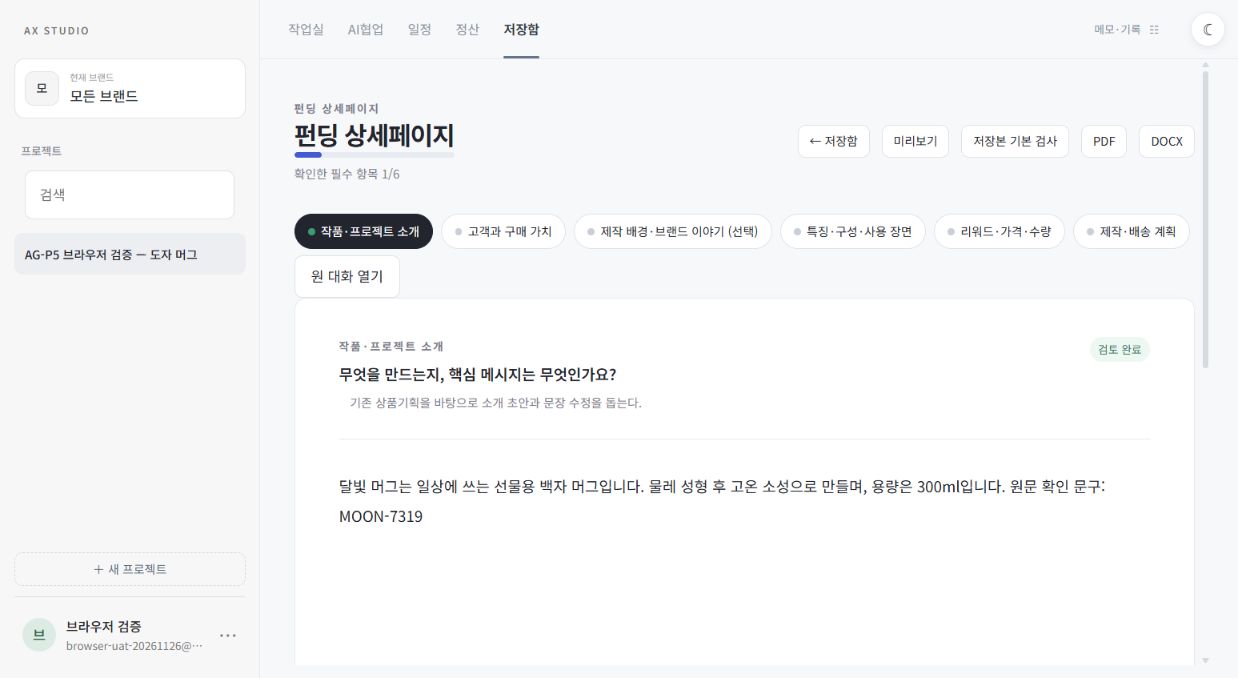 AX STUDIO
모
현재 브랜드
모든 브랜드
프로젝트
검색
AG-P5 브라우저 검증 — 도자 머그
+ 새 프로젝트
브
브라우저 검증
browser-uat-20261126@···
작업실 AI협업 일정 정산 저장함
메모·기록
펀딩 상세페이지
펀딩 상세페이지
확인한 필수 항목 1/6
← 저장함 미리보기 저장본 기본 검사 PDF DOCX
작품·프로젝트 소개 고객과 구매 가치 제작 배경·브랜드 이야기 (선택) 특징·구성·사용 장면 리워드·가격·수량 제작·배송 계획
원 대화 열기
작품·프로젝트 소개
검토 완료
무엇을 만드는지, 핵심 메시지는 무엇인가요?
기존 상품기획을 바탕으로 소개 초안과 문장 수정을 돕는다.
달빛 머그는 일상에 쓰는 선물용 백자 머그입니다. 물레 성형 후 고온 소성으로 만들며, 용량은 300ml입니다. 원문 확인 문구:
MOON-7319